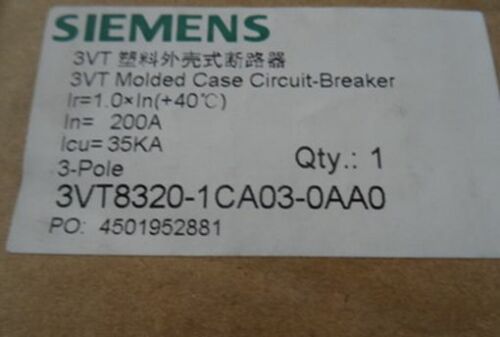 SIEMENS
3VT 塑料外壳式断路器
3VT Molded Case Circuit-Breaker
Ir=1.0×In(+40℃)
In= 200A
Icu= 35KA
3-Pole
Qty.: 1
3VT8320-1CA03-0AA0
PO: 4501952881